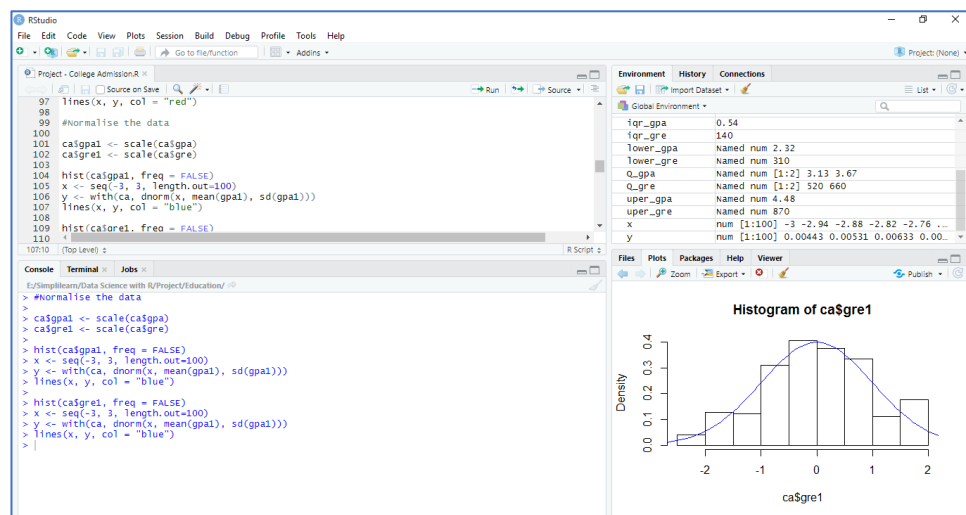 RStudio
File Edit Code View Plots Session Build Debug Profile Tools Help
Go to file/function Addins Project: (None)
Project - College Admission.R
Source on Save Run Source
97 lines(x, y, col = "red")
98
99 #Normalise the data
100
101 ca$gpa1 <- scale(ca$gpa)
102 ca$gre1 <- scale(ca$gre)
103
104 hist(ca$gpa1, freq = FALSE)
105 x <- seq(-3, 3, length.out=100)
106 y <- with(ca, dnorm(x, mean(gpa1), sd(gpa1)))
107 lines(x, y, col = "blue")
108
109 hist(ca$gre1, freq = FALSE)
110
107:10 (Top Level) R Script
Console Terminal Jobs
E:/Simplilearn/Data Science with R/Project/Education/
> #Normalise the data
>
> ca$gpa1 <- scale(ca$gpa)
> ca$gre1 <- scale(ca$gre)
>
> hist(ca$gpa1, freq = FALSE)
> x <- seq(-3, 3, length.out=100)
> y <- with(ca, dnorm(x, mean(gpa1), sd(gpa1)))
> lines(x, y, col = "blue")
>
> hist(ca$gre1, freq = FALSE)
> x <- seq(-3, 3, length.out=100)
> y <- with(ca, dnorm(x, mean(gpa1), sd(gpa1)))
> lines(x, y, col = "blue")
>
Environment History Connections
Import Dataset List
Global Environment
iqr_gpa 0.54
iqr_gre 140
lower_gpa Named num 2.32
lower_gre Named num 310
Q_gpa Named num [1:2] 3.13 3.67
Q_gre Named num [1:2] 520 660
uper_gpa Named num 4.48
uper_gre Named num 870
x num [1:100] -3 -2.94 -2.88 -2.82 -2.76 ...
y num [1:100] 0.00443 0.00531 0.00633 0.00...
Files Plots Packages Help Viewer
Zoom Export Publish
Histogram of ca$gre1
Density
0.4
0.3
0.2
0.1
0.0
-2 -1 0 1 2
ca$gre1